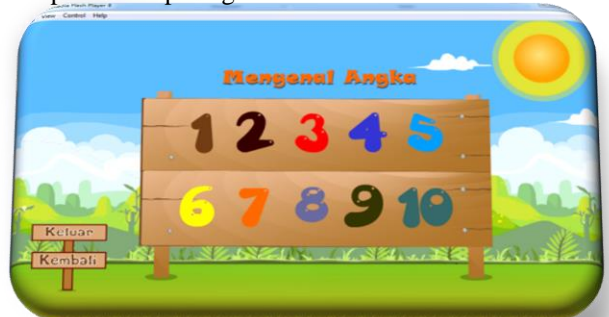 View Control Help
Mengenal Angka
1 2 3 4 5
6 7 8 9 10
Keluar
Kembali